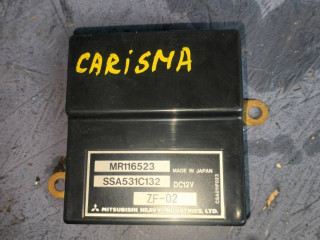 CARiSMA
MR116523
MADE IN JAPAN
SSA531C132
DC12V
ZF-02
MITSUBISHI HEAVY INDUSTRIES, LTD.